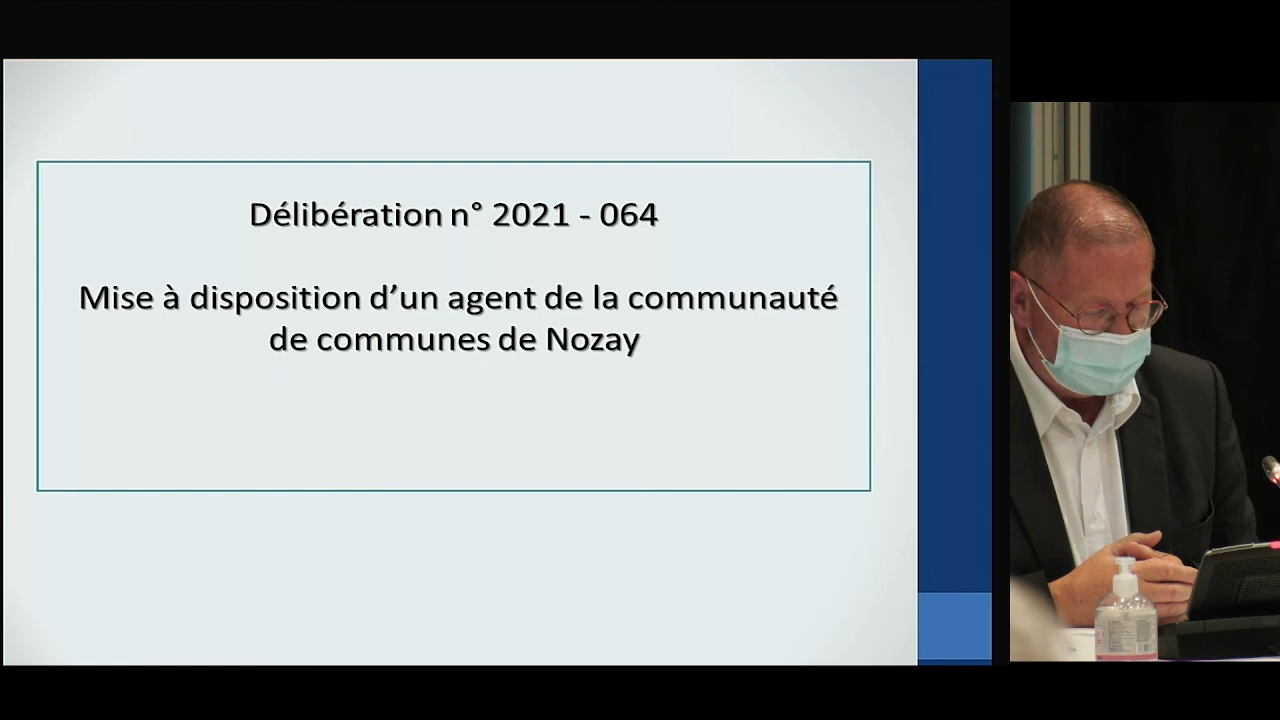 Délibération n° 2021 - 064
Mise à disposition d’un agent de la communauté
de communes de Nozay